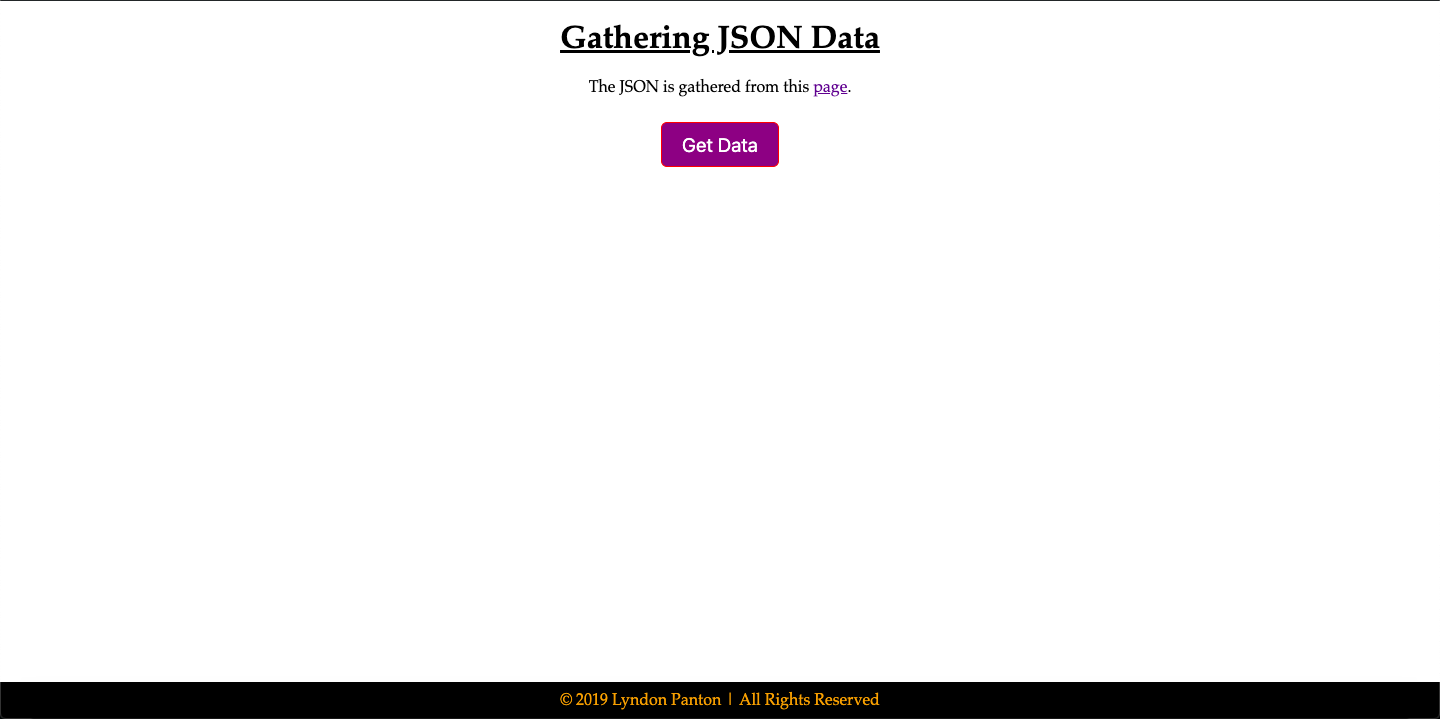 Gathering JSON Data
The JSON is gathered from this page.
Get Data
© 2019 Lyndon Panton | All Rights Reserved